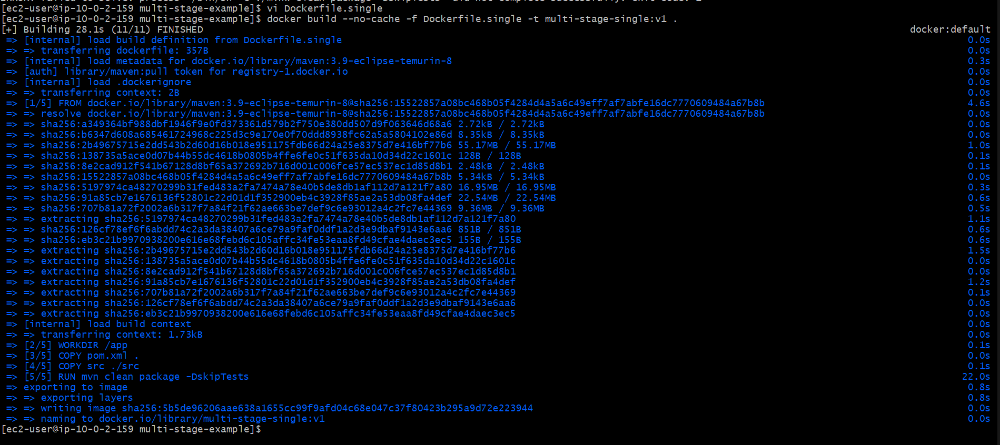 [ec2-user@ip-10-0-2-159 multi-stage-example]$ vi Dockerfile.single
[ec2-user@ip-10-0-2-159 multi-stage-example]$ docker build --no-cache -f Dockerfile.single -t multi-stage-single:v1 .
[+] Building 28.1s (11/11) FINISHED docker:default
=> [internal] load build definition from Dockerfile.single 0.0s
=> => transferring dockerfile: 357B 0.0s
=> [internal] load metadata for docker.io/library/maven:3.9-eclipse-temurin-8 0.3s
=> [auth] library/maven:pull token for registry-1.docker.io 0.0s
=> [internal] load .dockerignore 0.0s
=> => transferring context: 2B 0.0s
=> [1/5] FROM docker.io/library/maven:3.9-eclipse-temurin-8@sha256:15522857a08bc468b05f4284d4a5a6c49eff7af7abfe16dc7770609484a67b8b 4.6s
=> => resolve docker.io/library/maven:3.9-eclipse-temurin-8@sha256:15522857a08bc468b05f4284d4a5a6c49eff7af7abfe16dc7770609484a67b8b 0.0s
=> => sha256:a349364bf988dbf1946f9e0fd373361d579b2f750e380dd507d9f063646d68a6 2.72kB / 2.72kB 0.0s
=> => sha256:b6347d608a685461724968c225d3c9e170e0f70ddd8938fc62a5a5804102e86d 8.35kB / 8.35kB 0.0s
=> => sha256:2b49675715e2dd543b2d60d16b018e951175fdb66d24a25e8375d7e416bf77b6 55.17MB / 55.17MB 1.0s
=> => sha256:138735a5ace0d07b44b55dc4618b0805b4ffe6fe0c51f635da10d34d22c1601c 128B / 128B 0.1s
=> => sha256:8e2cad912f541b67128d8bf65a372692b716d001c006fce57ec537ec1d85d8b1 2.48kB / 2.48kB 0.1s
=> => sha256:15522857a08bc468b05f4284d4a5a6c49eff7af7abfe16dc7770609484a67b8b 5.34kB / 5.34kB 0.0s
=> => sha256:5197974ca48270299b31fed483a2fa7474a78e40b5de8db1af112d7a121f7a80 16.95MB / 16.95MB 0.3s
=> => sha256:91a85cb7e1676136f52801c22d01d1f352900eb4c3928f85ae2a53db08fa4def 22.54MB / 22.54MB 0.6s
=> => sha256:707b81a72f2002a6b317f7a84f21f62ae663be7def9c6e93012a4c2fc7e44369 9.36MB / 9.36MB 0.5s
=> => extracting sha256:5197974ca48270299b31fed483a2fa7474a78e40b5de8db1af112d7a121f7a80 1.1s
=> => sha256:126cf78ef6f6abdd74c2a3da38407a6ce79a9faf0ddf1a2d3e9dbaf9143e6aa6 851B / 851B 0.6s
=> => sha256:eb3c21b9970938200e616e68febd6c105affc34fe53eaa8fd49cfae4daec3ec5 155B / 155B 0.6s
=> => extracting sha256:2b49675715e2dd543b2d60d16b018e951175fdb66d24a25e8375d7e416bf77b6 1.5s
=> => extracting sha256:138735a5ace0d07b44b55dc4618b0805b4ffe6fe0c51f635da10d34d22c1601c 0.0s
=> => extracting sha256:8e2cad912f541b67128d8bf65a372692b716d001c006fce57ec537ec1d85d8b1 0.0s
=> => extracting sha256:91a85cb7e1676136f52801c22d01d1f352900eb4c3928f85ae2a53db08fa4def 1.2s
=> => extracting sha256:707b81a72f2002a6b317f7a84f21f62ae663be7def9c6e93012a4c2fc7e44369 0.1s
=> => extracting sha256:126cf78ef6f6abdd74c2a3da38407a6ce79a9faf0ddf1a2d3e9dbaf9143e6aa6 0.0s
=> => extracting sha256:eb3c21b9970938200e616e68febd6c105affc34fe53eaa8fd49cfae4daec3ec5 0.0s
=> [internal] load build context 0.0s
=> => transferring context: 1.73kB 0.0s
=> [2/5] WORKDIR /app 0.1s
=> [3/5] COPY pom.xml . 0.0s
=> [4/5] COPY src ./src 0.1s
=> [5/5] RUN mvn clean package -DskipTests 22.0s
=> exporting to image 0.8s
=> => exporting layers 0.8s
=> => writing image sha256:5b5de96206aae638a1655cc99f9afd04c68e047c37f80423b295a9d72e223944 0.0s
=> => naming to docker.io/library/multi-stage-single:v1 0.0s
[ec2-user@ip-10-0-2-159 multi-stage-example]$